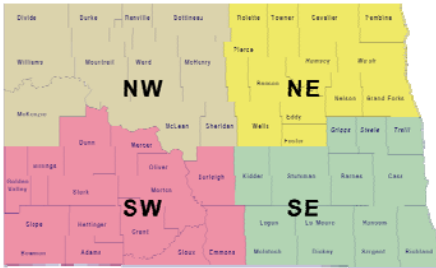 Divide
Burke
Renville
Bottineau
Rolette
Towner
Cavalier
Pembina
Pierce
Williams
Mountrail
Ward
McHenry
Ramsey
Walsh
Benson
NW
NE
Nelson
Grand Forks
McKenzie
McLean
Sheridan
Wells
Eddy
Foster
Griggs
Steele
Traill
Dunn
Mercer
Oliver
Billings
Golden
Valley
Stark
Morton
Burleigh
Kidder
Stutsman
Barnes
Cass
SW
SE
Slope
Hettinger
Grant
Logan
La Moure
Ransom
Bowman
Adams
Sioux
Emmons
McIntosh
Dickey
Sargent
Richland